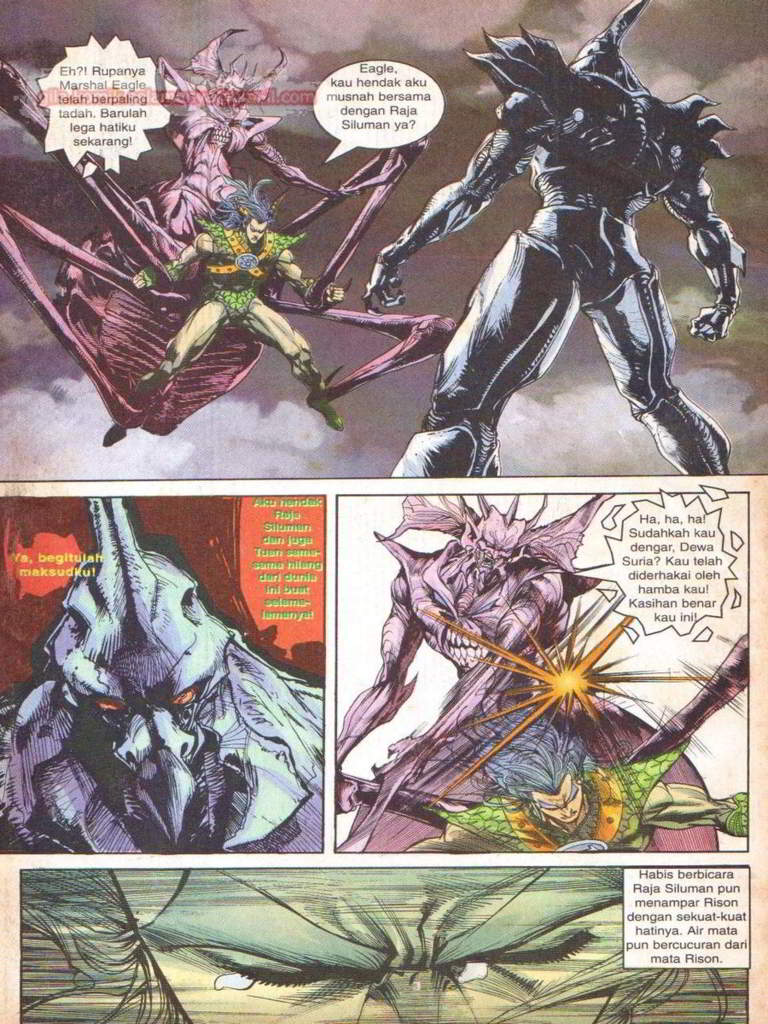 Eh?! Rupanya
Marshal Eagle
telah berpaling
tadah. Barulah
lega hatiku
sekarang!
Eagle,
kau hendak aku
musnah bersama
dengan Raja
Siluman ya?
Ya, begitulah
maksudku!
Aku hendak
Raja
Siluman
dan juga
Tuan sama-
sama hilang
dari dunia
ini buat
selama-
lamanya!
Ha, ha, ha!
Sudahkah kau
dengar, Dewa
Suria? Kau telah
diderhakai oleh
hamba kau!
Kasihan benar
kau ini!
Habis berbicara
Raja Siluman pun
menampar Rison
dengan sekuat-kuat
hatinya. Air mata
pun bercucuran dari
mata Rison.